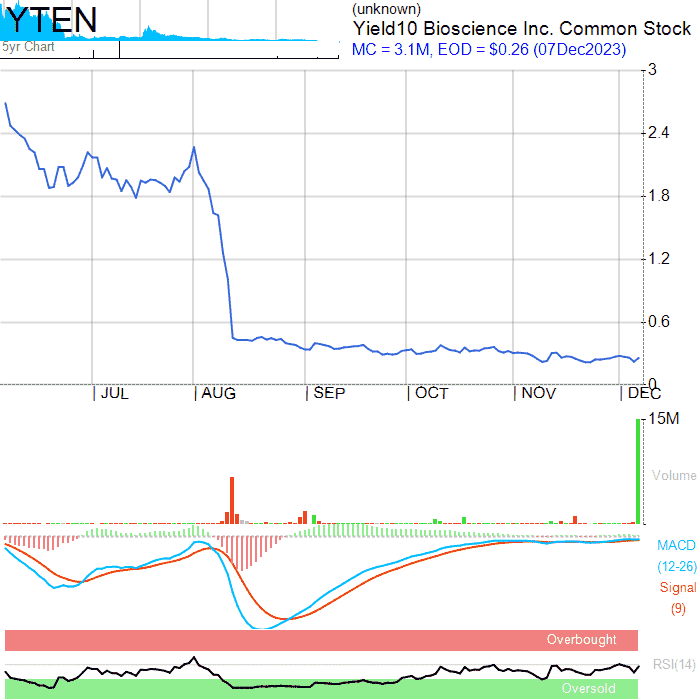 YTEN
5yr Chart
(unknown)
Yield10 Bioscience Inc. Common Stock
MC = 3.1M, EOD = $0.26 (07Dec2023)
3
2.4
1.8
1.2
0.6
0
JUL AUG SEP OCT NOV DEC
15M
Volume
MACD
(12-26)
Signal
(9)
Overbought
RSI(14)
Oversold